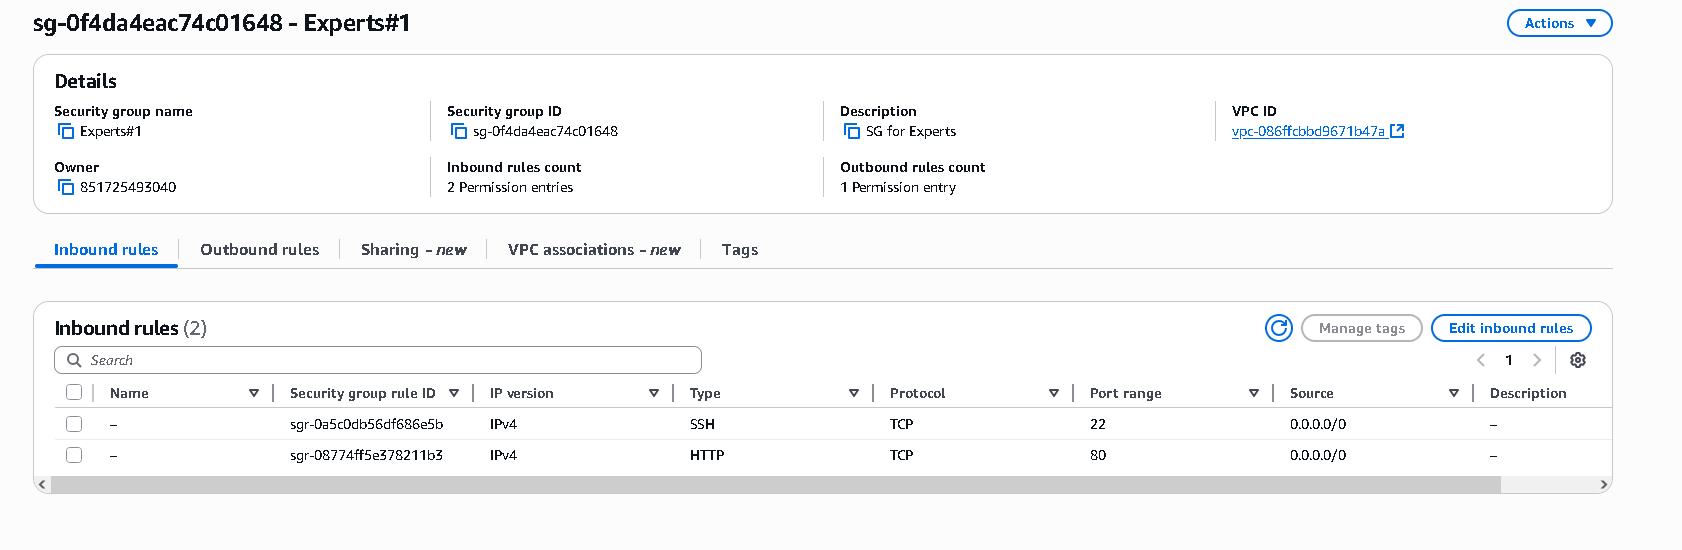 sg-0f4da4eac74c01648 - Experts#1
Actions
Details
Security group name
Experts#1
Security group ID
sg-0f4da4eac74c01648
Description
SG for Experts
VPC ID
vpc-086ffcbbd9671b47a
Owner
851725493040
Inbound rules count
2 Permission entries
Outbound rules count
1 Permission entry
Inbound rules Outbound rules Sharing - new VPC associations - new Tags
Inbound rules (2)
Manage tags Edit inbound rules
Search
1
Name Security group rule ID IP version Type Protocol Port range Source Description
– sgr-0a5c0db56df686e5b IPv4 SSH TCP 22 0.0.0.0/0 –
– sgr-08774ff5e378211b3 IPv4 HTTP TCP 80 0.0.0.0/0 –